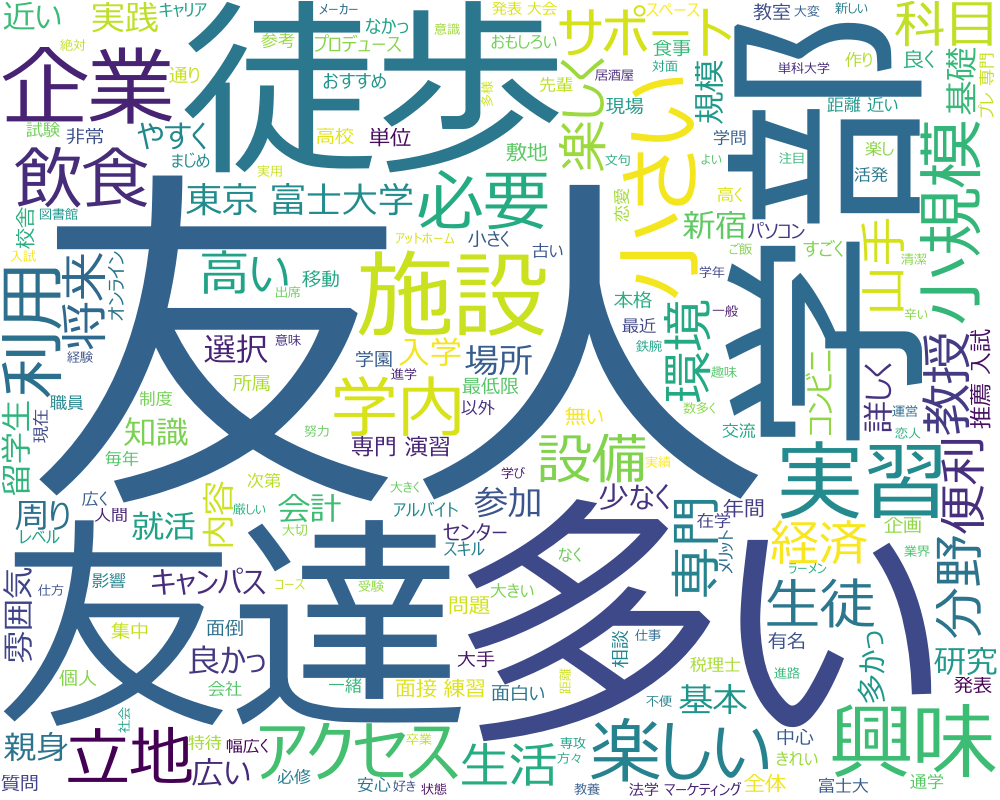 近い
実践
キャリア
メーカー
なかっ
発表 大会
意識
スペース
教室
大変
新しい
科目
絶対
企業
徒歩
参考
プロデュース
おもしろい
サポート
食事
対面
単科大学
作り
良く
通り
おすすめ
先輩
居酒屋
規模
学部
距離 近い
基礎
プレ 専門
試験
非常
やすく
高校
単位
多様
楽しく
現場
まじめ
敷地
学問
楽し
飲食
実用
文句
小さい
よい
注目
活発
小規模
校舎
図書館
東京 富士大学
必要
恋愛
高く
新宿
パソコン
入試
アットホーム
小さく
古い
ご飯
すごく
山手
清潔
利用
将来
オンライン
高い
移動
施設
学年
出席
本格
環境
一般
コンビニ
辛い
経験
選択
意味
学園
入学
場所
最近
鉄腕
詳しく
教授
推薦 入試
職員
所属
進学
学内
最低限
趣味
留学生
現在
制度
知識
努力
以外
無い
数多く
交流
運営
恋人
毎年
専門 演習
設備
実習
便利
友人
多い
広く
次第
学び
実績
周り
人間
内容
厳しい
大きく
参加
少なく
専門
在学
年間
レベル
就活
大切
会計
アルバイト
センター
スキル
なく
メリット
経済
企画
業界
雰囲気
仕方
影響
キャンパス
コース
受験
問題
大きい
ラーメン
生徒
分野
集中
面倒
友達
大手
相談
仕事
有名
多かっ
研究
個人
良かっ
会社
一緒
面接 練習
面白い
距離
税理士
進路
発表
不便
基本
親身
社会
立地
特待
幅広く
アクセス
卒業
生活
専攻
方々
楽しい
中心
きれい
興味
質問
広い
必修
安心
好き
状態
教養
法学
マーケティング
全体
富士大
通学